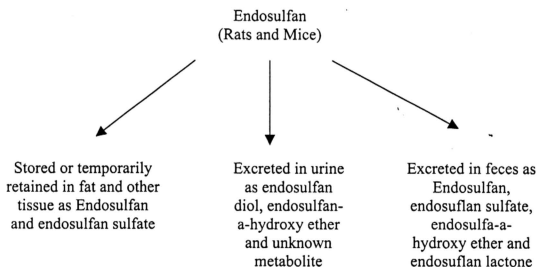 Endosulfan
(Rats and Mice)
Stored or temporarily
retained in fat and other
tissue as Endosulfan
and endosulfan sulfate
Excreted in urine
as endosulfan
diol, endosulfan-
a-hydroxy ether
and unknown
metabolite
Excreted in feces as
Endosulfan,
endosuflan sulfate,
endosulfa-a-
hydroxy ether and
endosuflan lactone